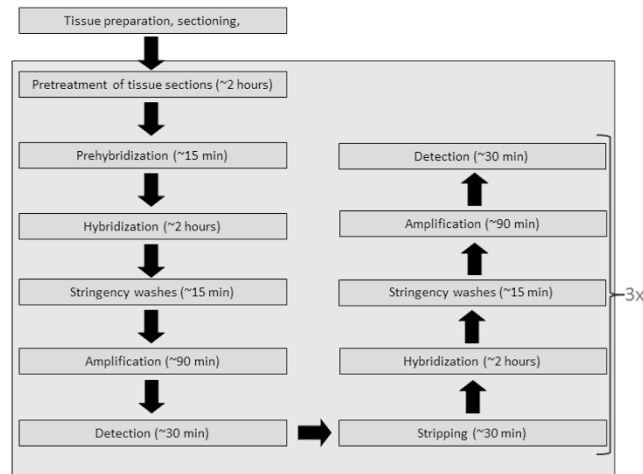 Tissue preparation, sectioning,
Pretreatment of tissue sections (~2 hours)
Prehybridization (~15 min)
Hybridization (~2 hours)
Stringency washes (~15 min)
Amplification (~90 min)
Detection (~30 min)
Stripping (~30 min)
Hybridization (~2 hours)
Stringency washes (~15 min)
Amplification (~90 min)
Detection (~30 min)
3x